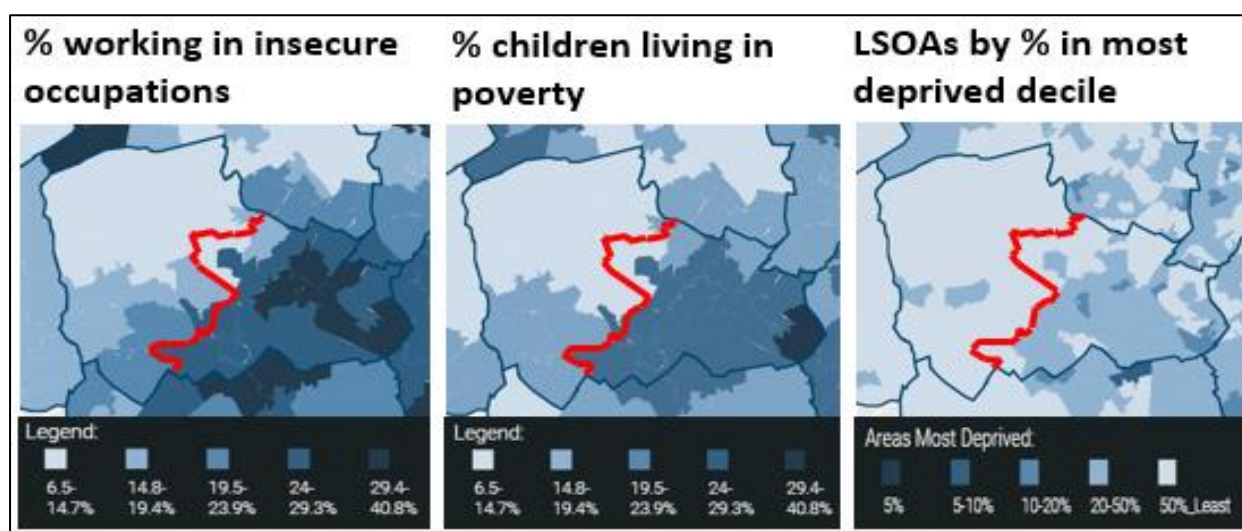 % working in insecure
occupations
% children living in
poverty
LSOAs by % in most
deprived decile
Legend:
6.5-
14.7%
14.8-
19.4%
19.5-
23.9%
24-
29.3%
29.4-
40.8%
Legend:
6.5-
14.7%
14.8-
19.4%
19.5-
23.9%
24-
29.3%
29.4-
40.8%
Areas Most Deprived:
5% 5-10% 10-20% 20-50% 50%_Least